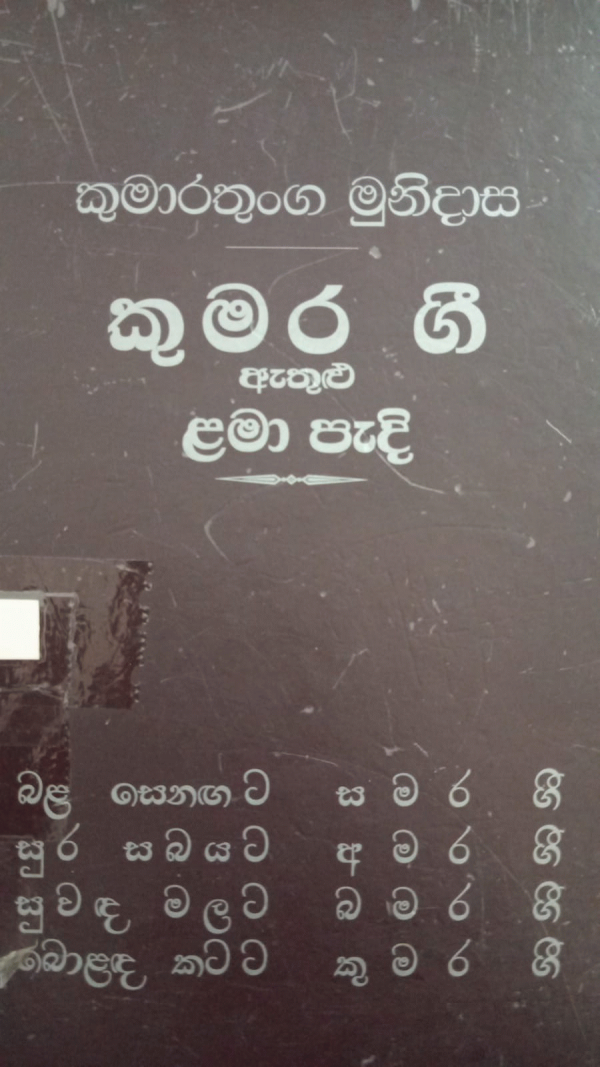 කුමාරතුංග මුනිදාස
කුමර ගී
ඇතුළු
ළමා පැදි
බළ සෙනඟට සමර ගී
සුර සබයට අමර ගී
සුවඳ මලට බමර ගී
බොළඳ කටට කුමර ගී